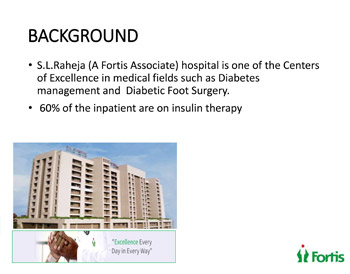 BACKGROUND
• S.L.Raheja (A Fortis Associate) hospital is one of the Centers
of Excellence in medical fields such as Diabetes
management and Diabetic Foot Surgery.
• 60% of the inpatient are on insulin therapy
"Excellence Every
Day in Every Way"
Fortis